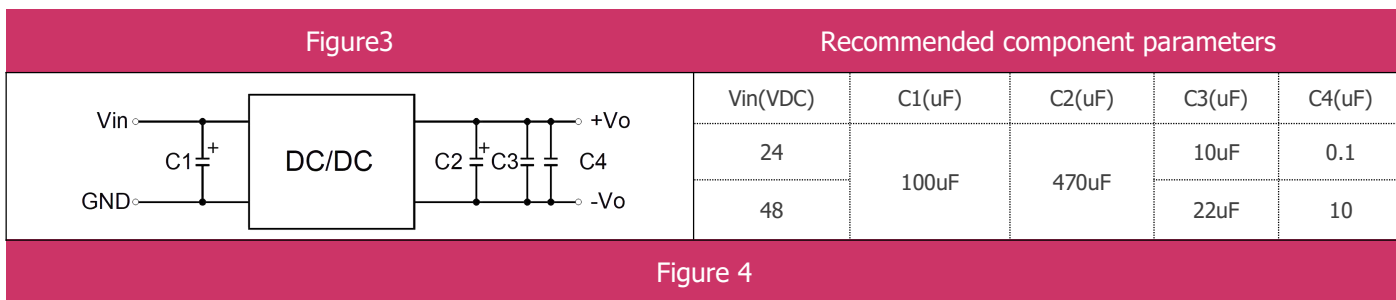 Figure3 Recommended component parameters
Vin(VDC) C1(uF) C2(uF) C3(uF) C4(uF)
24 100uF 470uF 10uF 0.1
48 22uF 10
Vin +Vo
C1 + DC/DC C2 + C3 C4
GND -Vo
Figure 4